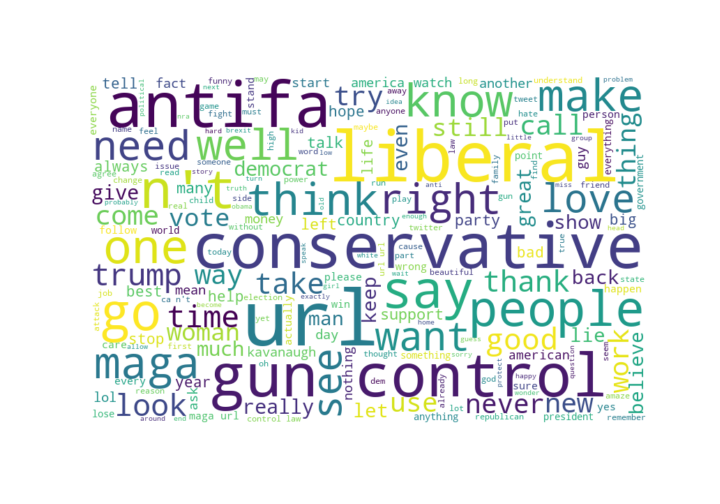 tell fact funny start america watch long another understand problem
everyone political next may stand antifa try hope know make
name feel game fight must away idea anyone tweet hate person
need well hard brexit kid high talk word low still call put little group everything
always issue someone democrat life even maybe liberal law point guy thing
agree read story turn power family find miss friend government
give many change truth n't think right run play anti gun great love
come probably real child side old left enough country party show big
follow world vote money without twitter
one today conservative cause part white wrong bad true
trump way mean speak take please beautiful wait url url thank back happen state
job best help election girl exactly win keep support home say people
go become time yet url man day want guess good lie
attack stop woman actually thought something sorry american seem work believe
care allow first much kavanaugh nothing
maga every year oh see dem gun control god sure happy question
lol reason ask really already protect wonder never new yes amaze
lose look let use lot
around end maga url control law anything republican president remember
obama nra ca n't head